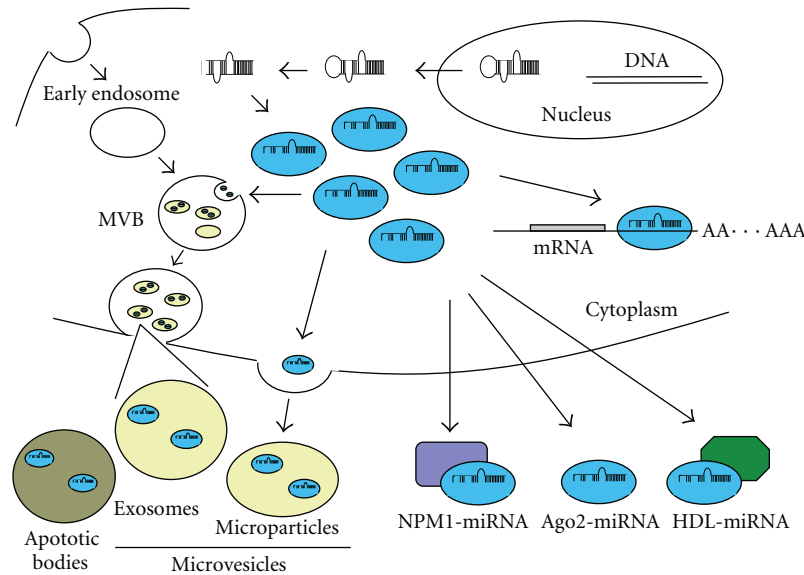 DNA
Nucleus
Early endosome
MVB
mRNA
AA· · · AAA
Cytoplasm
NPM1-miRNA
Ago2-miRNA
HDL-miRNA
Exosomes
Microparticles
Apototic
bodies
Microvesicles